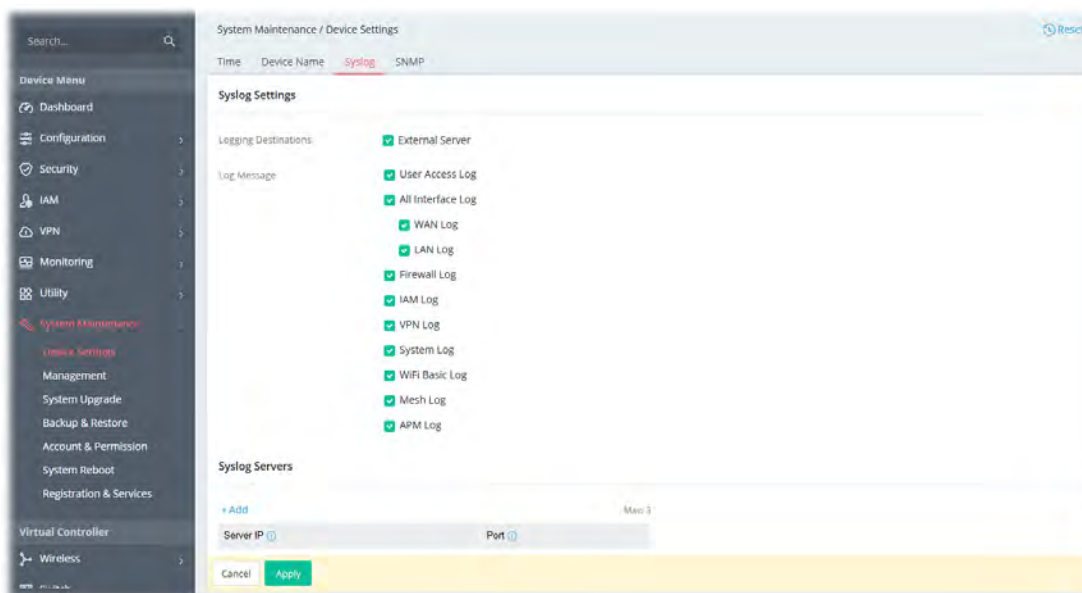 Search...
System Maintenance / Device Settings
Reset
Time Device Name Syslog SNMP
Device Menu
Dashboard
Configuration
Security
IAM
VPN
Monitoring
Utility
System Maintenance
Device Settings
Management
System Upgrade
Backup & Restore
Account & Permission
System Reboot
Registration & Services
Virtual Controller
Wireless
Switch
Syslog Settings
Logging Destinations
External Server
Log Message
User Access Log
All Interface Log
WAN Log
LAN Log
Firewall Log
IAM Log
VPN Log
System Log
WiFi Basic Log
Mesh Log
APM Log
Syslog Servers
+ Add
Max: 3
Server IP
Port
Cancel
Apply